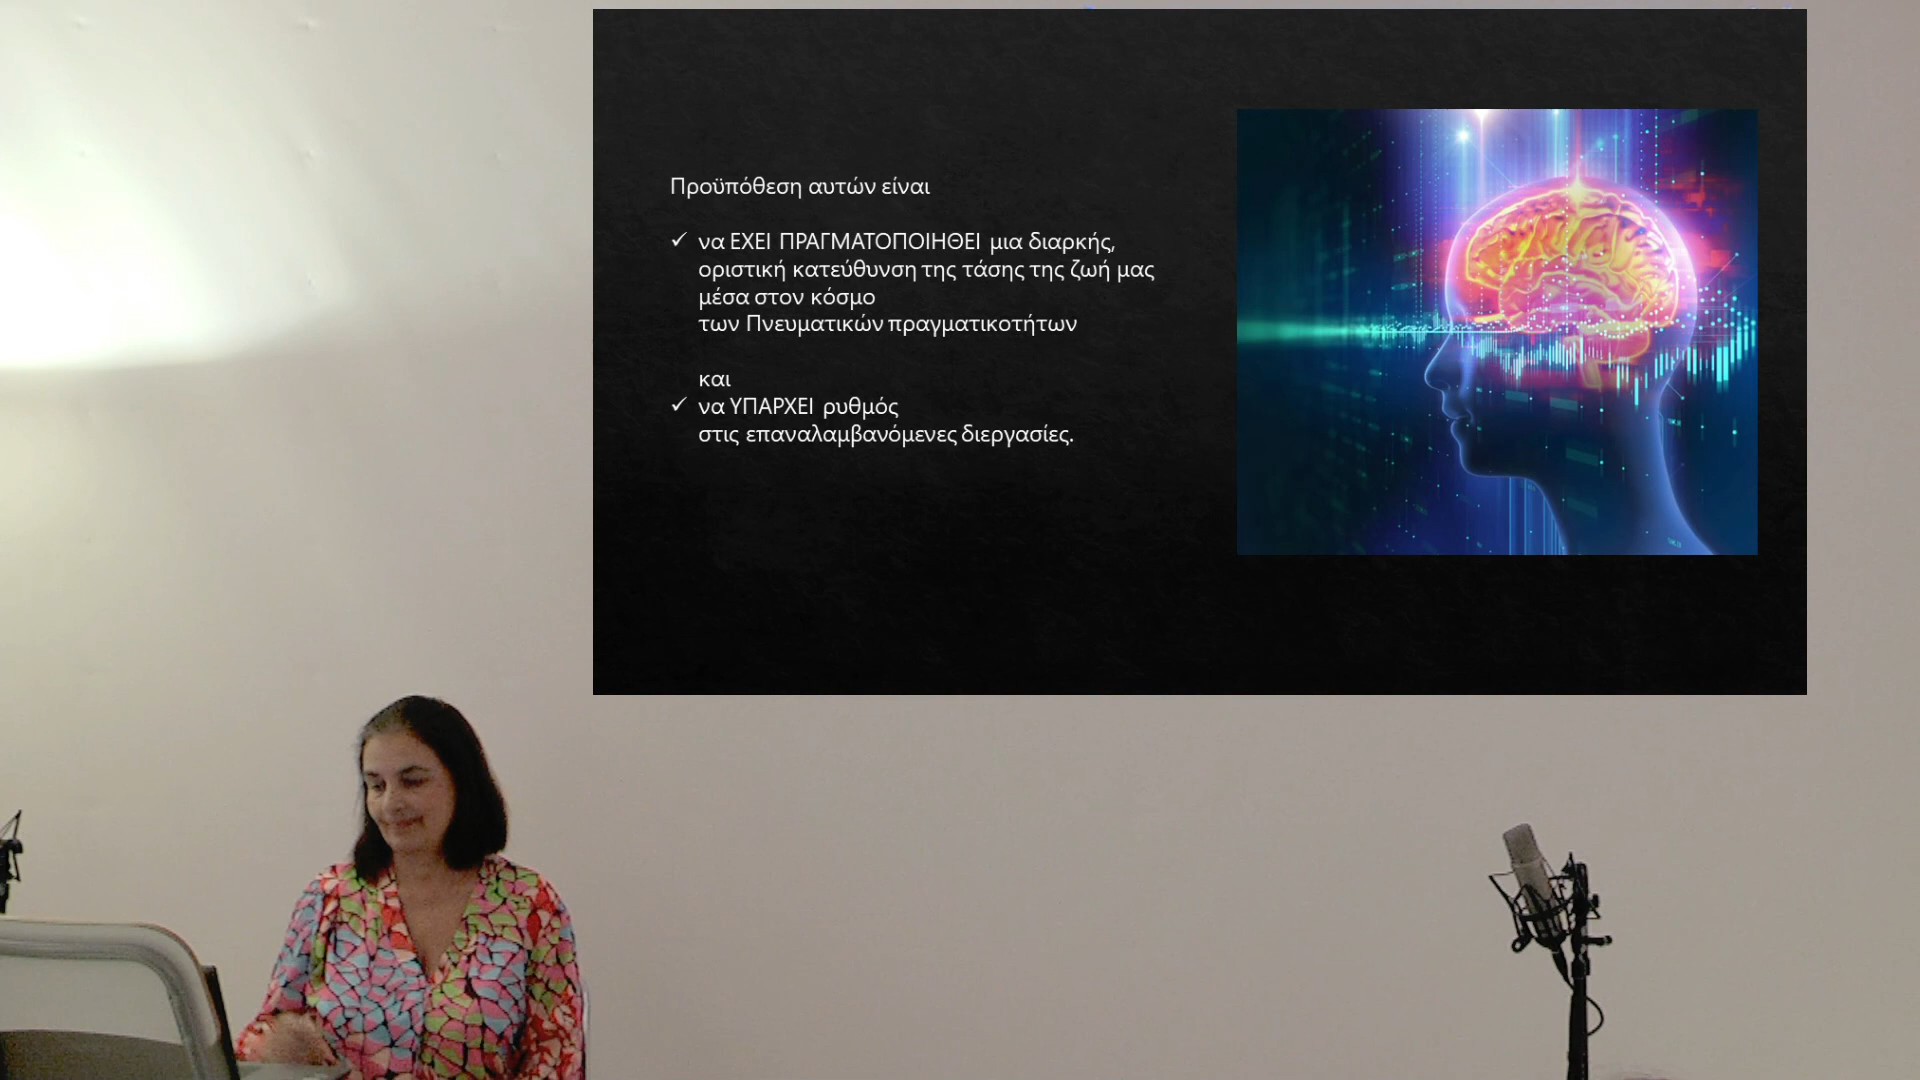 Προϋπόθεση αυτών είναι
✓ να ΕΧΕΙ ΠΡΑΓΜΑΤΟΠΟΙΗΘΕΙ μια διαρκής,
οριστική κατεύθυνση της τάσης της ζωή μας
μέσα στον κόσμο
των Πνευματικών πραγματικοτήτων
και
✓ να ΥΠΑΡΧΕΙ ρυθμός
στις επαναλαμβανόμενες διεργασίες.